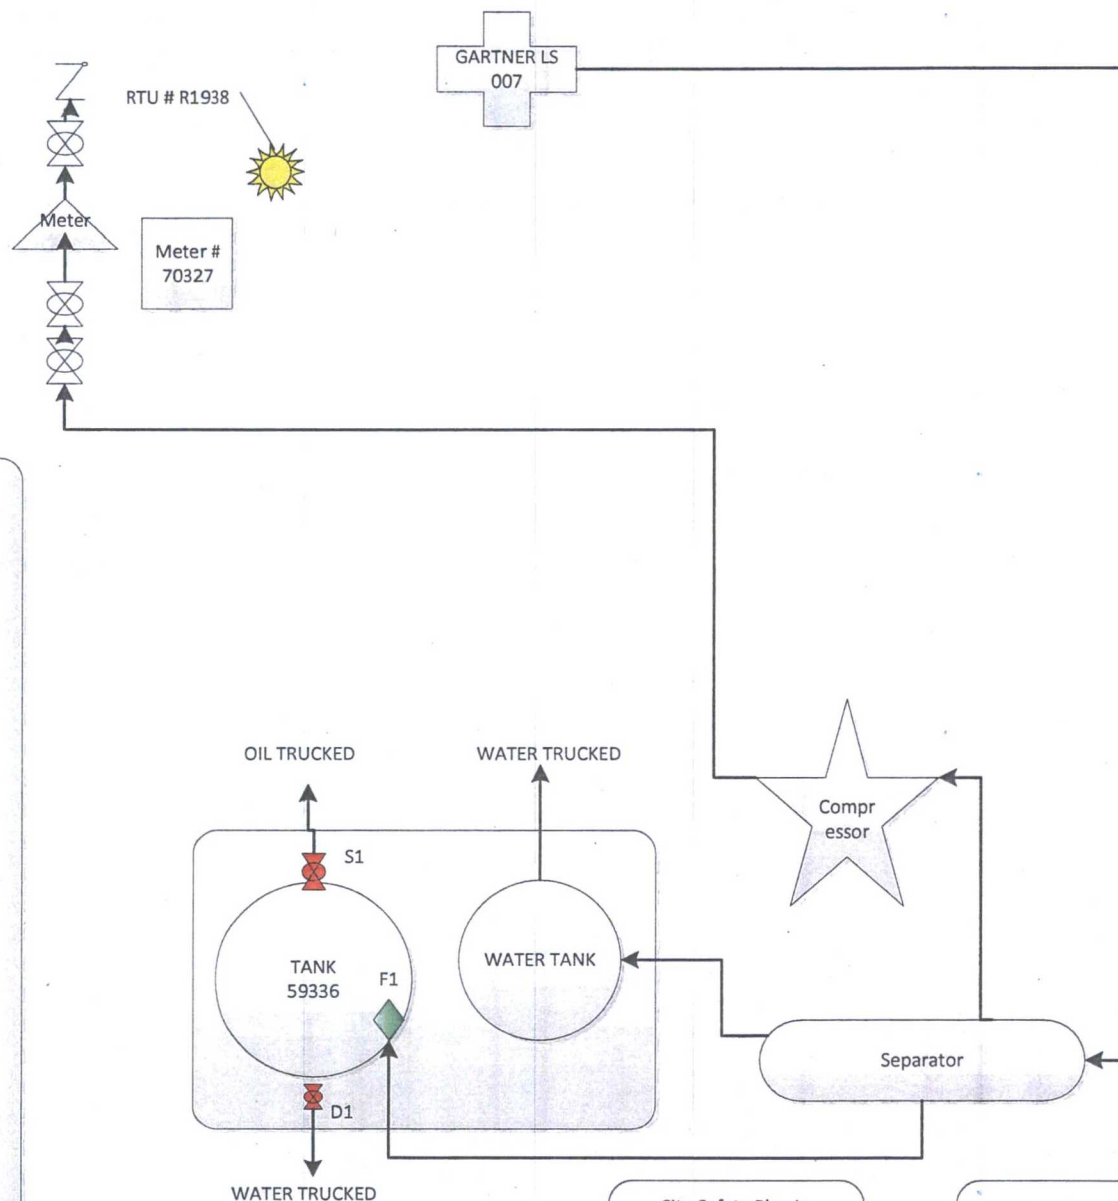 GARTNER LS
007
RTU # R1938
Meter
Meter #
70327
OIL TRUCKED
WATER TRUCKED
Compr
essor
S1
TANK
59336
F1
WATER TANK
Separator
D1
WATER TRUCKED